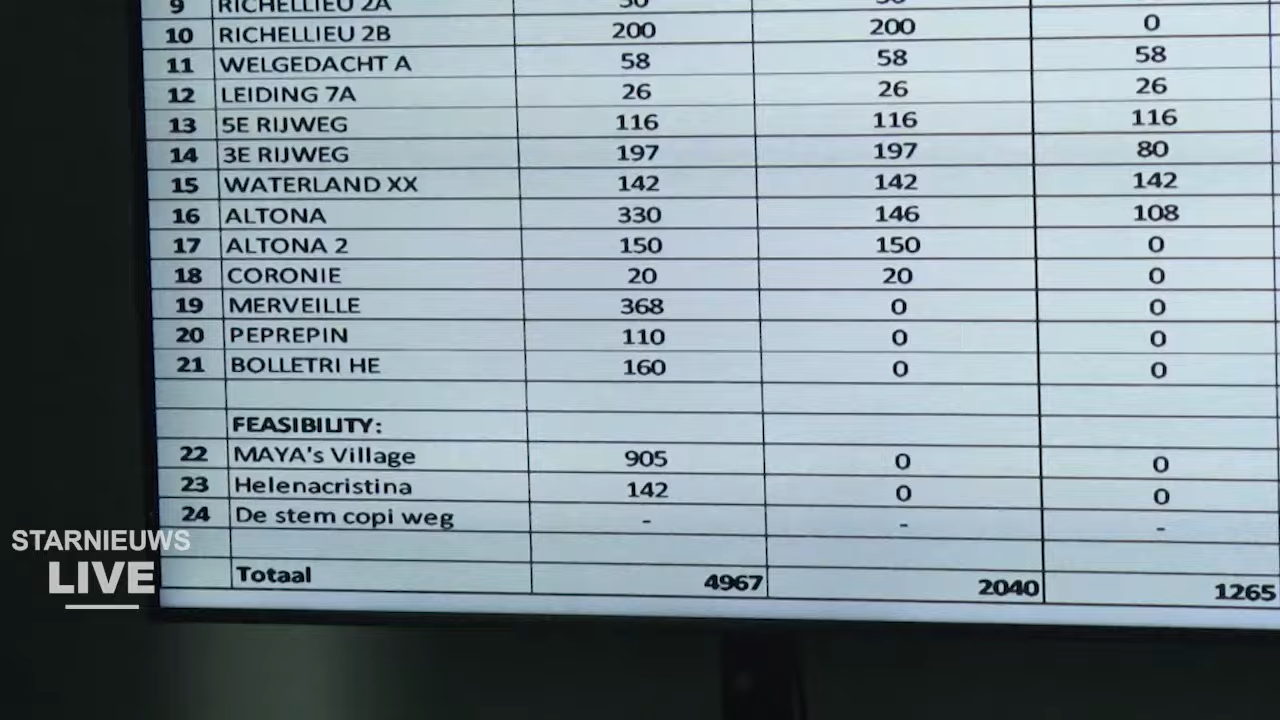 9 RICHELLIEU 2A 50 50
10 RICHELLIEU 2B 200 200 0
11 WELGEDACHT A 58 58 58
12 LEIDING 7A 26 26 26
13 5E RIJWEG 116 116 116
14 3E RIJWEG 197 197 80
15 WATERLAND XX 142 142 142
16 ALTONA 330 146 108
17 ALTONA 2 150 150 0
18 CORONIE 20 20 0
19 MERVEILLE 368 0 0
20 PEPREPIN 110 0 0
21 BOLLETRI HE 160 0 0
FEASIBILITY:
22 MAYA's Village 905 0 0
23 Helenacristina 142 0 0
24 De stem copi weg - - -
Totaal 4967 2040 1265
STARNIEUWS
LIVE